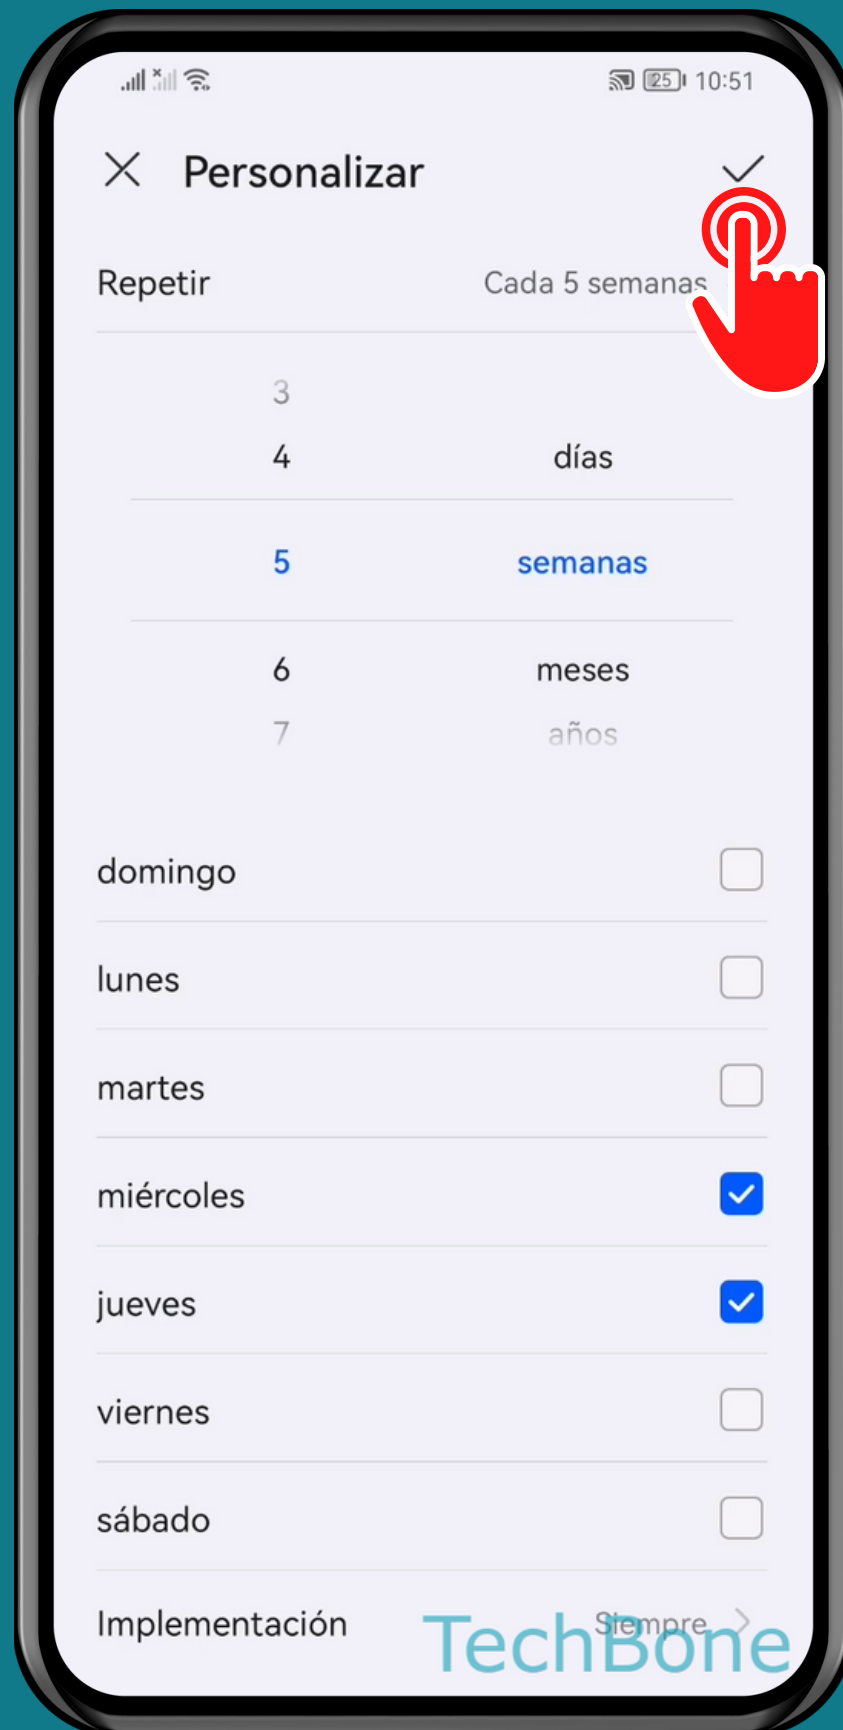 25 10:51
Personalizar
Repetir Cada 5 semanas
3
4 días
5 semanas
6 meses
7 años
domingo
lunes
martes
miércoles
jueves
viernes
sábado
Implementación Siempre
TechBone